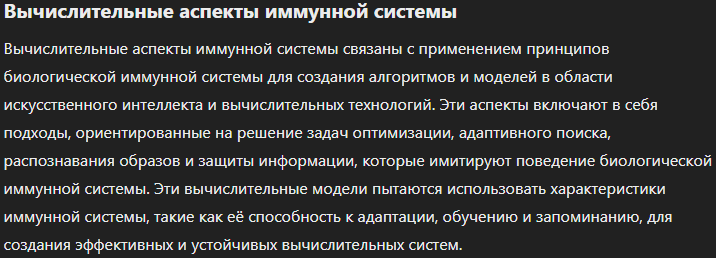 Вычислительные аспекты иммунной системы
Вычислительные аспекты иммунной системы связаны с применением принципов
биологической иммунной системы для создания алгоритмов и моделей в области
искусственного интеллекта и вычислительных технологий. Эти аспекты включают в себя
подходы, ориентированные на решение задач оптимизации, адаптивного поиска,
распознавания образов и защиты информации, которые имитируют поведение биологической
иммунной системы. Эти вычислительные модели пытаются использовать характеристики
иммунной системы, такие как её способность к адаптации, обучению и запоминанию, для
создания эффективных и устойчивых вычислительных систем.